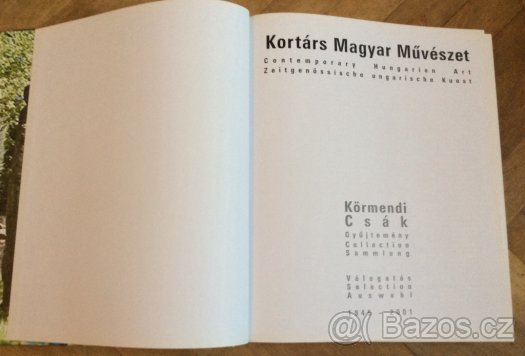 Kortárs Magyar Művészet
Contemporary Hungarian Art
Zeitgenössische ungarische Kunst
Körmendi
Csák
Gyűjtemény
Collection
Sammlung
Válogatás
Selection
Auswahl
2001
@ Bazos.cz